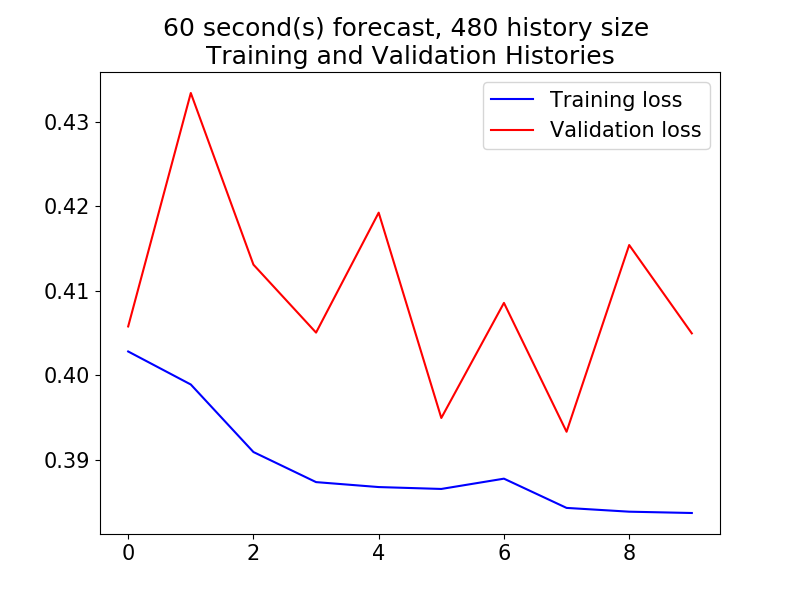 60 second(s) forecast, 480 history size
Training and Validation Histories
Training loss
Validation loss
0.43
0.42
0.41
0.40
0.39
0 2 4 6 8